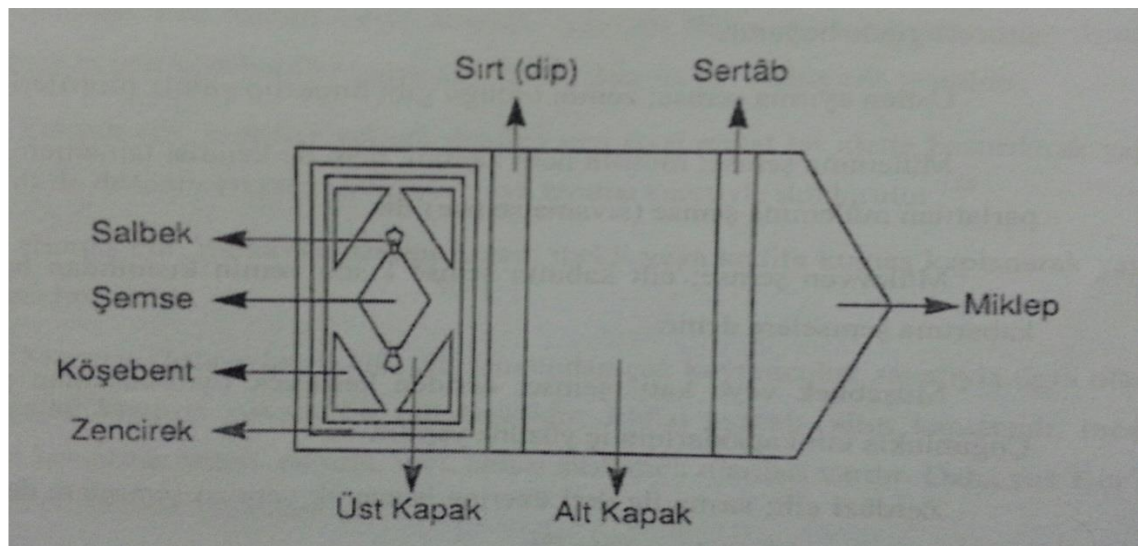 Sırt (dip)
Sertâb
Salbek
Şemse
Miklep
Köşebent
Zencirek
Üst Kapak
Alt Kapak